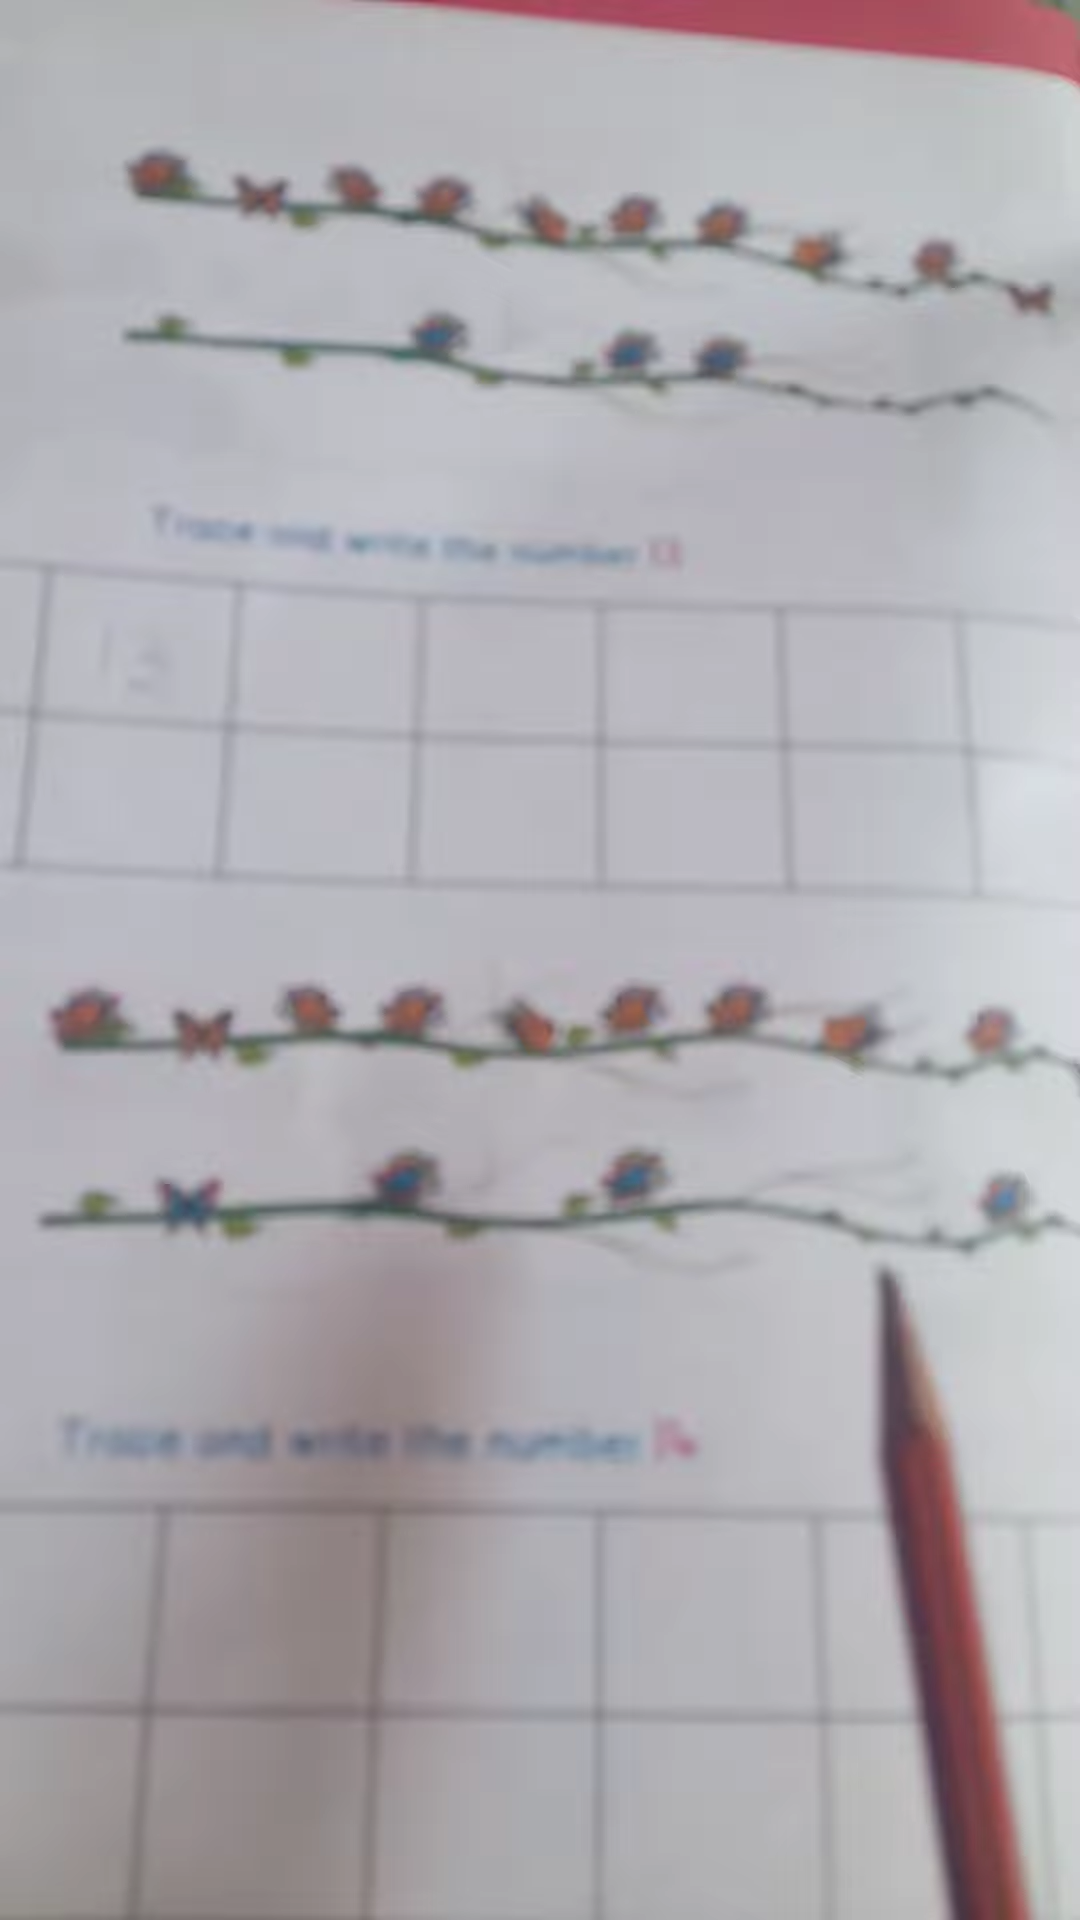 Trace and write the number 13
13
Trace and write the number 14